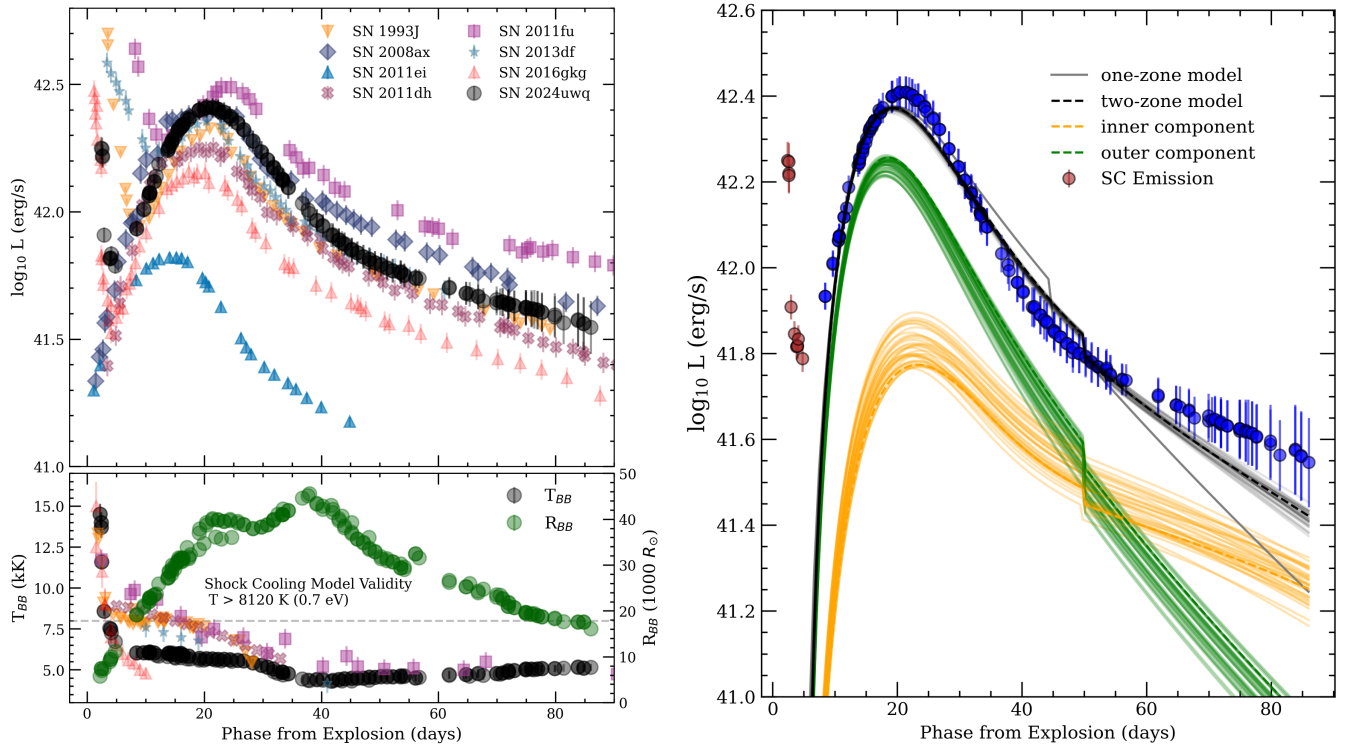 42.5
42.0
41.5
41.0
log₁₀ L (erg/s)
SN 1993J
SN 2008ax
SN 2011ei
SN 2011dh
SN 2011fu
SN 2013df
SN 2016gkg
SN 2024uwq
15.0
12.5
10.0
7.5
5.0
T_BB (kK)
T_BB
R_BB
Shock Cooling Model Validity
T > 8120 K (0.7 eV)
50
40
30
20
10
0
R_BB (1000 R_⊙)
0
20
40
60
80
Phase from Explosion (days)
42.6
42.4
42.2
42.0
41.8
41.6
41.4
41.2
41.0
log₁₀ L (erg/s)
one-zone model
two-zone model
inner component
outer component
SC Emission
0
20
40
60
80
Phase from Explosion (days)